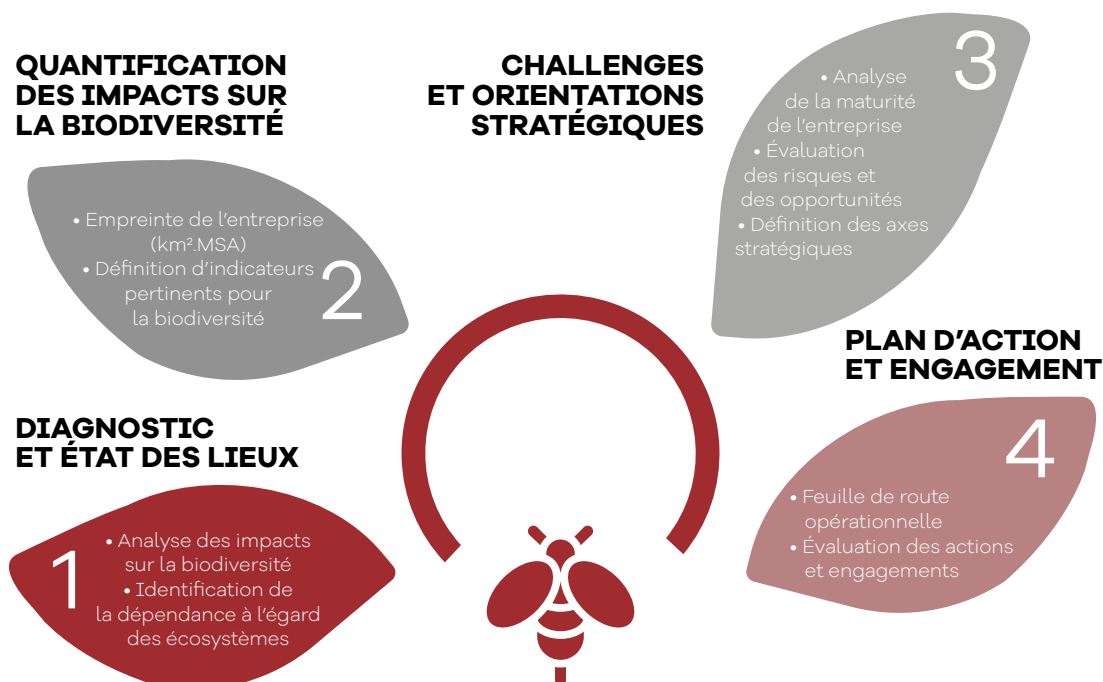 DIAGNOSTIC
ET ÉTAT DES LIEUX
1
• Analyse des impacts
sur la biodiversité
• Identification de
la dépendance à l'égard
des écosystèmes
QUANTIFICATION
DES IMPACTS SUR
LA BIODIVERSITÉ
2
• Empreinte de l'entreprise
(km².MSA)
• Définition d'indicateurs
pertinents pour
la biodiversité
CHALLENGES
ET ORIENTATIONS
STRATÉGIQUES
3
• Analyse
de la maturité
de l'entreprise
• Évaluation
des risques et
des opportunités
• Définition des axes
stratégiques
PLAN D'ACTION
ET ENGAGEMENT
4
• Feuille de route
opérationnelle
• Évaluation des actions
et engagements